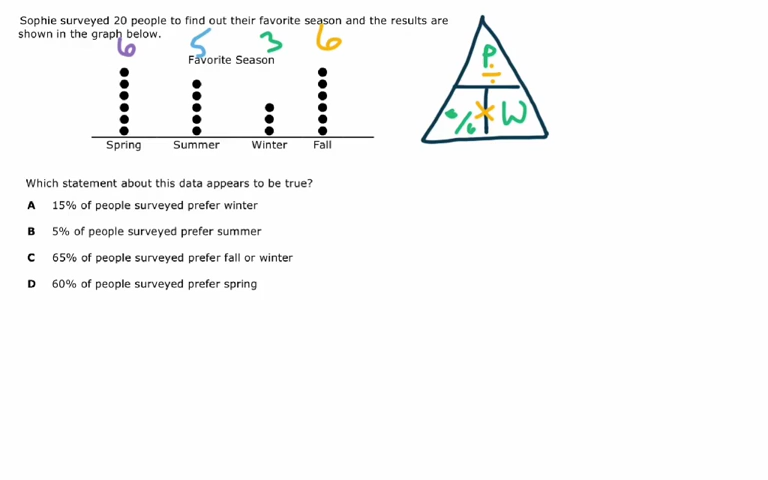 Sophie surveyed 20 people to find out their favorite season and the results are
shown in the graph below.
6 5 3 6
Favorite Season
Spring Summer Winter Fall
P
÷
% × W
Which statement about this data appears to be true?
A 15% of people surveyed prefer winter
B 5% of people surveyed prefer summer
C 65% of people surveyed prefer fall or winter
D 60% of people surveyed prefer spring